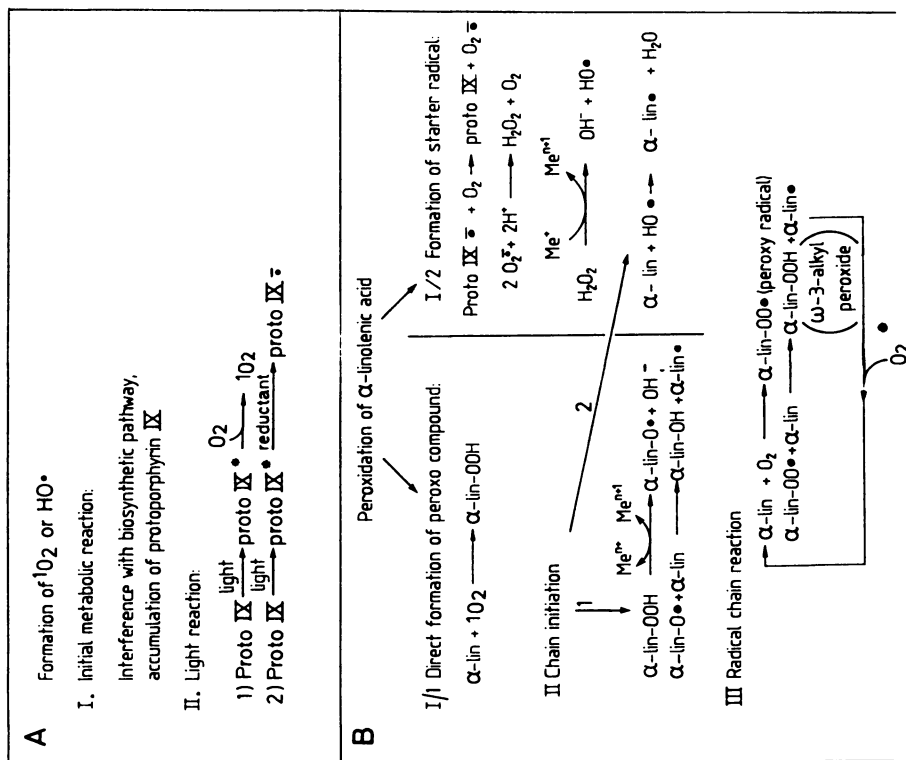 A
Formation of ¹O2 or HO•
I. Initial metabolic reaction:
Interference with biosynthetic pathway,
accumulation of protoporphyrin IX
II. Light reaction:
O2
1) Proto IX light→ proto IX• → 1O2
2) Proto IX light→ proto IX• reductant→ proto IX•̄
B
Peroxidation of α-linolenic acid
I/1 Direct formation of peroxo compound:
α-lin + 1O2 → α-lin-OOH
I/2 Formation of starter radical:
Proto IX •̄ + O2 → proto IX + O2 •̄
2 O2•̄ + 2H⁺ → H2O2 + O2
Me⁺ Meⁿ⁺¹
H2O2 → OH⁻ + HO•
α- lin + HO • → α- lin• + H2O
II Chain initiation
1
2
Meⁿ⁺ Meⁿ⁺¹
α-lin-OOH → α-lin-O• + OH⁻
α-lin-O•+α-lin → α-lin-OH +α-lin•
III Radical chain reaction
α-lin + O2 → α-lin-OO• (peroxy radical)
α-lin-OO•+α-lin → α-lin-OOH +α-lin•
(ω-3-alkyl
peroxide)
O2 •